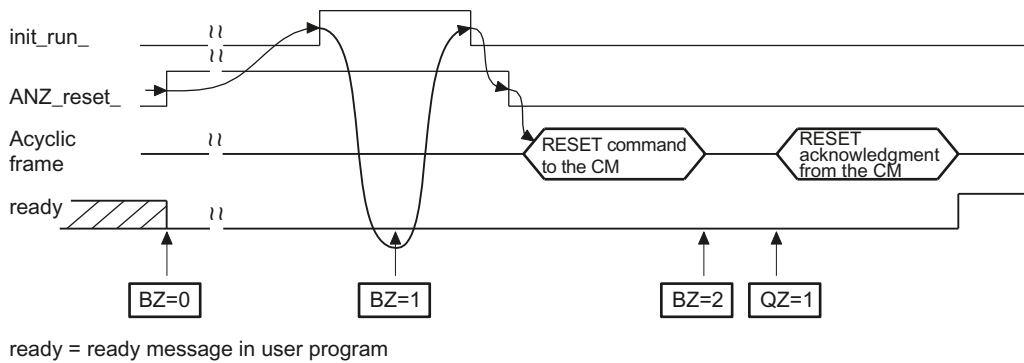 init_run_
ANZ_reset_
Acyclic
frame
RESET command
to the CM
RESET
acknowledgment
from the CM
ready
BZ=0
BZ=1
BZ=2
QZ=1
ready = ready message in user program